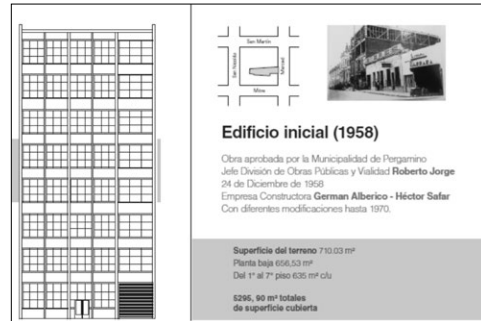 San Martín
San Nicolás
Merced
Mitre
Edificio inicial (1958)
Obra aprobada por la Municipalidad de Pergamino
Jefe División de Obras Públicas y Vialidad Roberto Jorge
24 de Diciembre de 1958
Empresa Constructora German Alberico - Héctor Safar
Con diferentes modificaciones hasta 1970.
Superficie del terreno 710.03 m²
Planta baja 656,53 m²
Del 1° al 7° piso 635 m² c/u
5295, 90 m² totales
de superficie cubierta